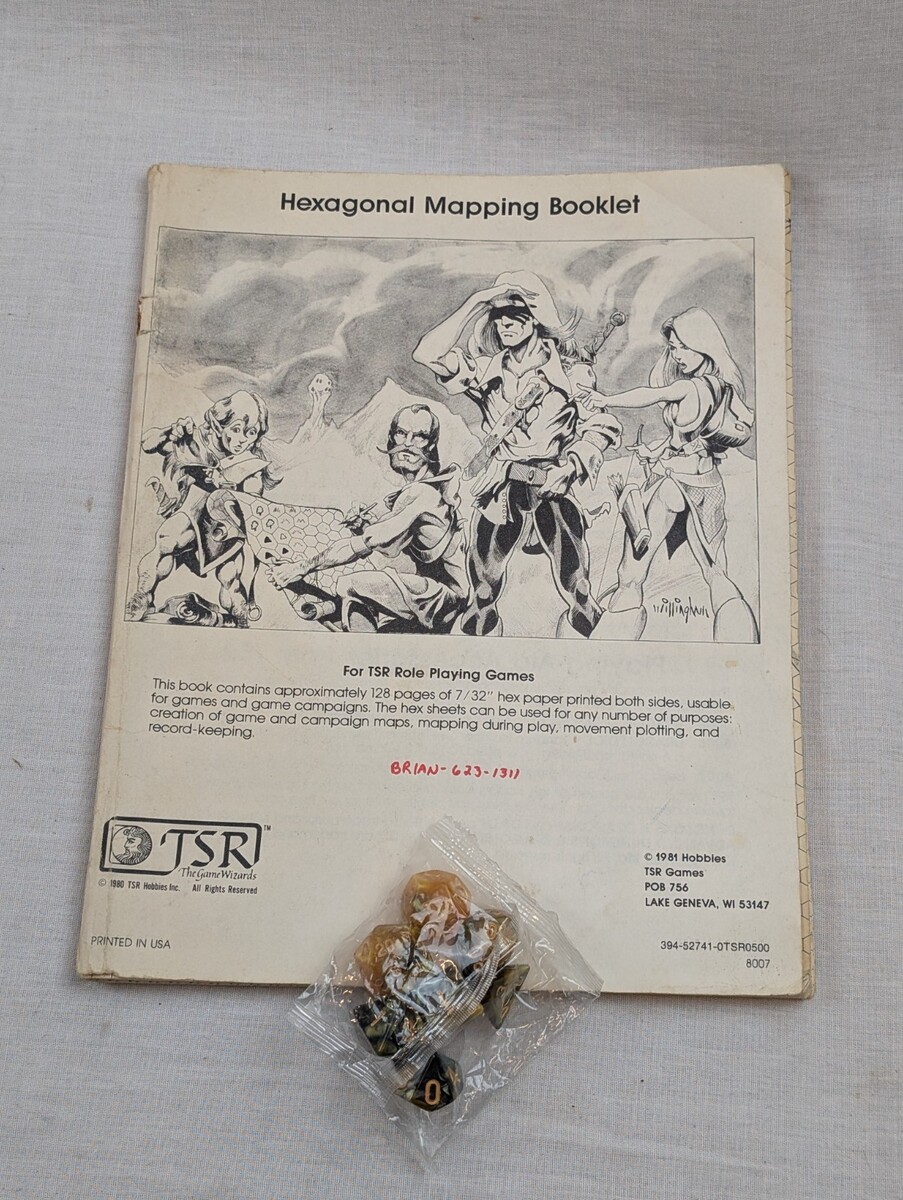 Hexagonal Mapping Booklet
Willingham
For TSR Role Playing Games
This book contains approximately 128 pages of 7/32" hex paper printed both sides, usable
for games and game campaigns. The hex sheets can be used for any number of purposes:
creation of game and campaign maps, mapping during play, movement plotting, and
record-keeping.
BRIAN-623-1311
TSR™
The Game Wizards
© 1980 TSR Hobbies Inc. All Rights Reserved
PRINTED IN USA
© 1981 Hobbies
TSR Games
POB 756
LAKE GENEVA, WI 53147
394-52741-0TSR0500
8007
20
0